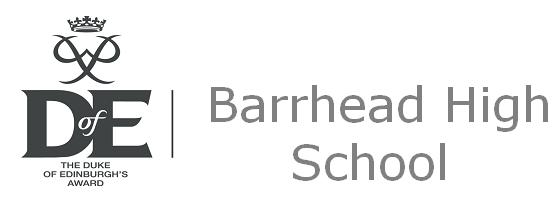 DofE
THE DUKE
OF EDINBURGH'S
AWARD
Barrhead High
School